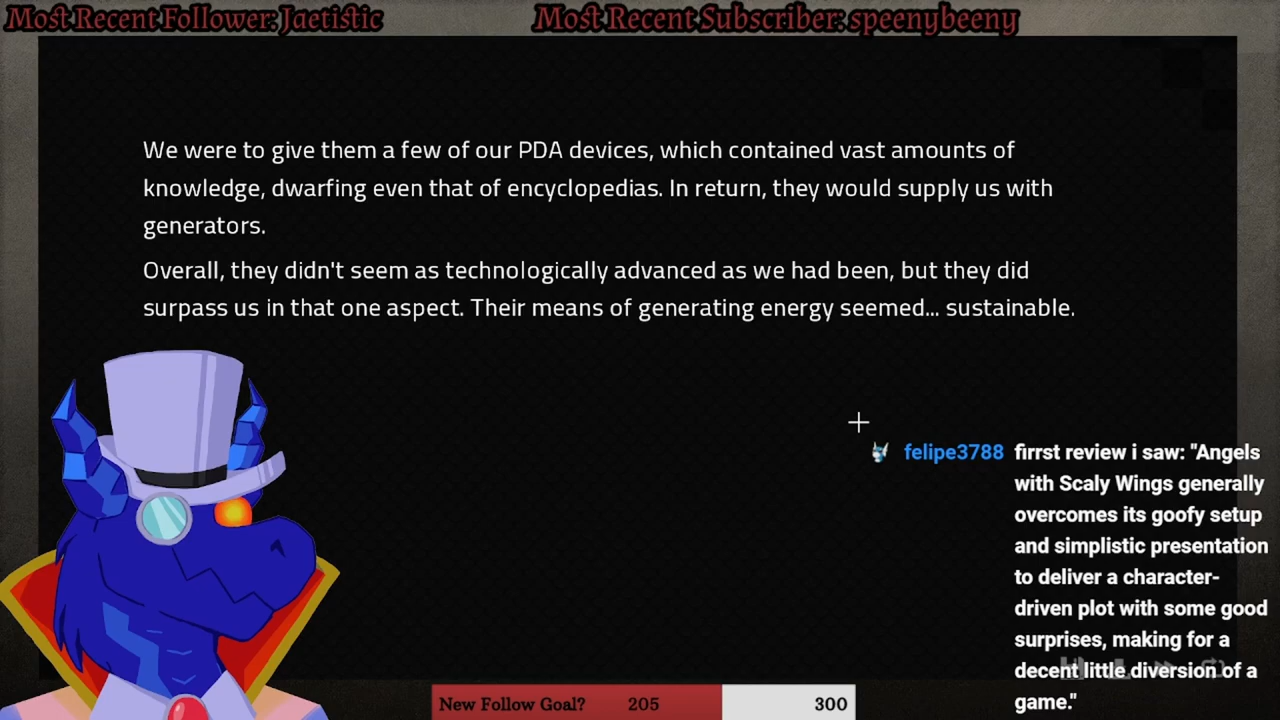 Most Recent Follower: Jaetistic
Most Recent Subscriber: speenybeeny
We were to give them a few of our PDA devices, which contained vast amounts of
knowledge, dwarfing even that of encyclopedias. In return, they would supply us with
generators.
Overall, they didn't seem as technologically advanced as we had been, but they did
surpass us in that one aspect. Their means of generating energy seemed... sustainable.
felipe3788 firrst review i saw: "Angels
with Scaly Wings generally
overcomes its goofy setup
and simplistic presentation
to deliver a character-
driven plot with some good
surprises, making for a
decent little diversion of a
game."
New Follow Goal? 205 300